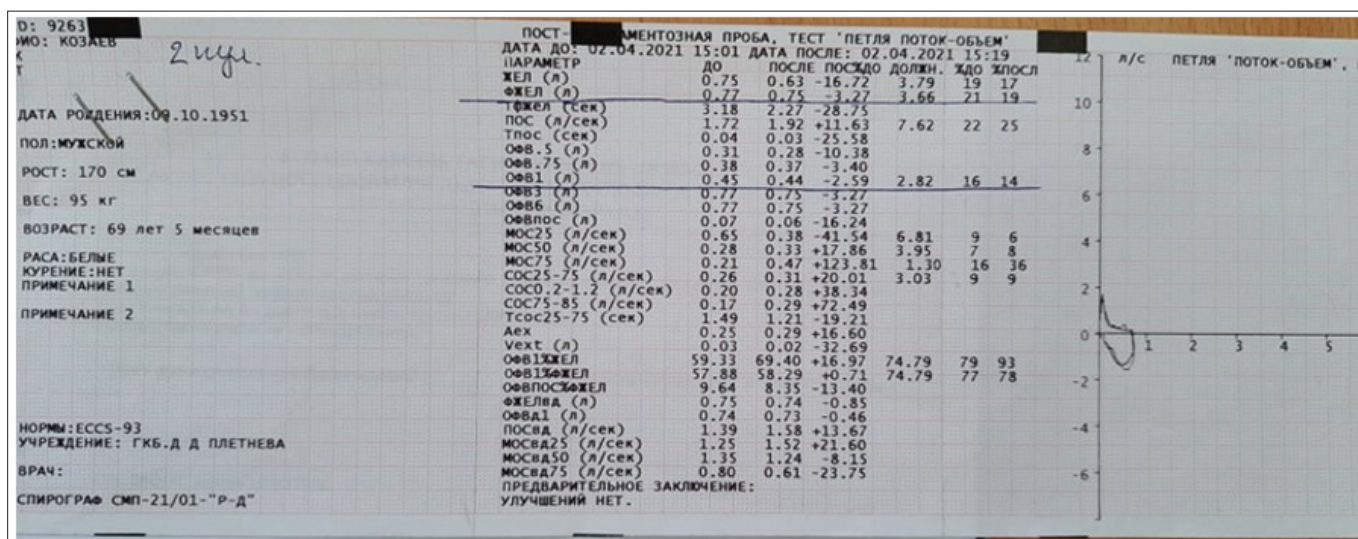 D: 9263
ФИО: КОЗАЕВ
2 ингл.
ДАТА РОЖДЕНИЯ:09.10.1951
ПОЛ:МУЖСКОЙ
РОСТ: 170 см
ВЕС: 95 кг
ВОЗРАСТ: 69 лет 5 месяцев
РАСА:БЕЛЫЕ
КУРЕНИЕ:НЕТ
ПРИМЕЧАНИЕ 1
ПРИМЕЧАНИЕ 2
НОРМЫ:ECCS-93
УЧРЕЖДЕНИЕ: ГКБ.Д Д ПЛЕТНЕВА
ВРАЧ:
СПИРОГРАФ СМП-21/01-"Р-Д"
ПОСТ- АМЕНТОЗНАЯ ПРОБА, ТЕСТ 'ПЕТЛЯ ПОТОК-ОБЪЕМ'
ДАТА ДО: 02.04.2021 15:01 ДАТА ПОСЛЕ: 02.04.2021 15:19
ПАРАМЕТР ДО ПОСЛЕ ПОС%ДО ДОЛЖН. %ДО %ПОСЛ
ЖЕЛ (л) 0.75 0.63 -16.72 3.79 19 17
ФЖЕЛ (л) 0.77 0.75 -3.27 3.66 21 19
Тфжел (сек) 3.18 2.27 -28.75
ПОС (л/сек) 1.72 1.92 +11.63 7.62 22 25
Тпос (сек) 0.04 0.03 -25.58
ОФВ.5 (л) 0.31 0.28 -10.38
ОФВ.75 (л) 0.38 0.37 -3.40
ОФВ1 (л) 0.45 0.44 -2.59 2.82 16 14
ОФВ3 (л) 0.77 0.75 -3.27
ОФВ6 (л) 0.77 0.75 -3.27
ОФВпос (л) 0.07 0.06 -16.24
МОС25 (л/сек) 0.65 0.38 -41.54 6.81 9 6
МОС50 (л/сек) 0.28 0.33 +17.86 3.95 7 8
МОС75 (л/сек) 0.21 0.47 +123.81 1.30 16 36
СОС25-75 (л/сек) 0.26 0.31 +20.01 3.03 9 9
СОС0.2-1.2 (л/сек) 0.20 0.28 +38.34
СОС75-85 (л/сек) 0.17 0.29 +72.49
Тсос25-75 (сек) 1.49 1.21 -19.21
Аех 0.25 0.29 +16.60
Vext (л) 0.03 0.02 -32.69
ОФВ1%ЖЕЛ 59.33 69.40 +16.97 74.79 79 93
ОФВ1%ФЖЕЛ 57.88 58.29 +0.71 74.79 77 78
ОФВПОС%ФЖЕЛ 9.64 8.35 -13.40
ФЖЕЛвд (л) 0.75 0.74 -0.85
ОФВд1 (л) 0.74 0.73 -0.46
ПОСвд (л/сек) 1.39 1.58 +13.67
МОСвд25 (л/сек) 1.25 1.52 +21.60
МОСвд50 (л/сек) 1.35 1.24 -8.15
МОСвд75 (л/сек) 0.80 0.61 -23.75
ПРЕДВАРИТЕЛЬНОЕ ЗАКЛЮЧЕНИЕ:
УЛУЧШЕНИЙ НЕТ.
12 л/с ПЕТЛЯ 'ПОТОК-ОБЪЕМ',
10
8
6
4
2
0 1 2 3 4 5
-2
-4
-6